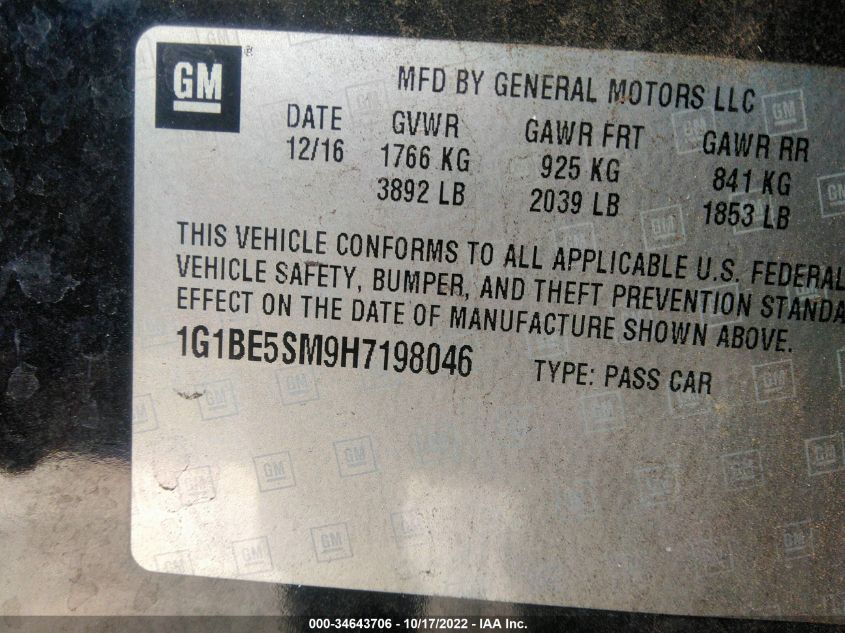 GM
MFD BY GENERAL MOTORS LLC
DATE GVWR GAWR FRT GAWR RR
12/16 1766 KG 925 KG 841 KG
3892 LB 2039 LB 1853 LB
THIS VEHICLE CONFORMS TO ALL APPLICABLE U.S. FEDERAL
VEHICLE SAFETY, BUMPER, AND THEFT PREVENTION STANDA
EFFECT ON THE DATE OF MANUFACTURE SHOWN ABOVE.
1G1BE5SM9H7198046 TYPE: PASS CAR
000-34643706 - 10/17/2022 - IAA Inc.